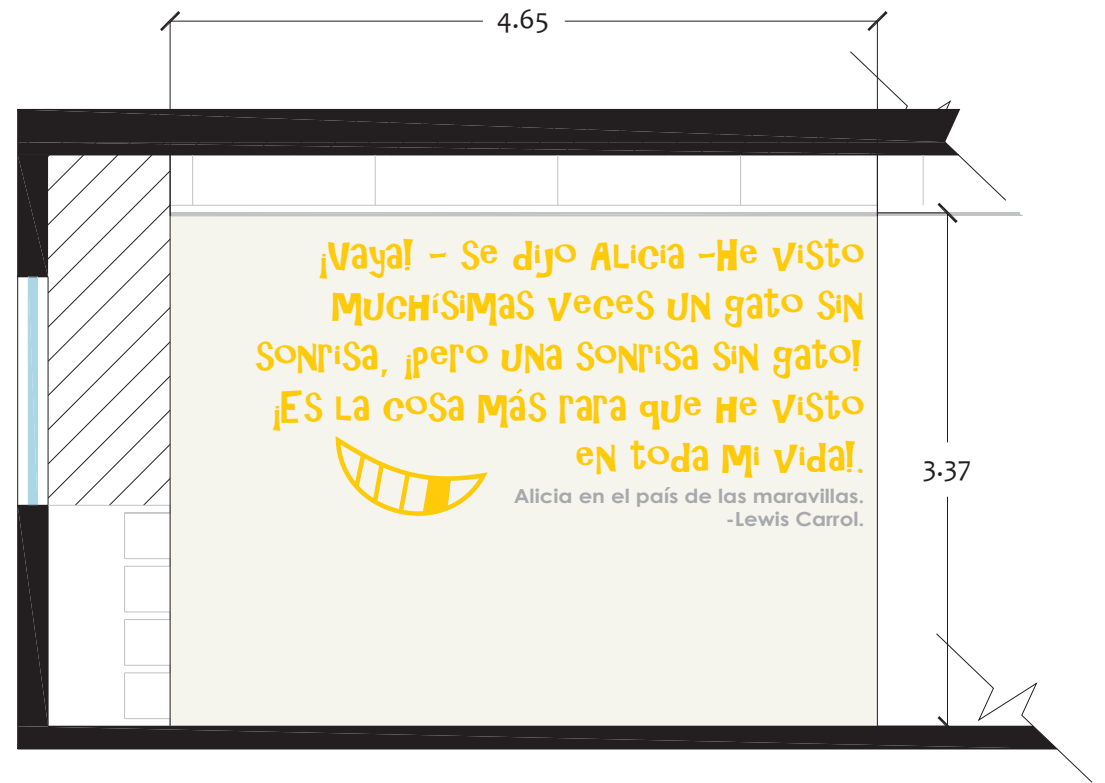 4.65
¡Vaya! - Se dijo Alicia -He visto
muchísimas veces un gato sin
sonrisa, ¡pero una sonrisa sin gato!
¡Es la cosa más rara que he visto
en toda mi vida!.
3.37
Alicia en el país de las maravillas.
-Lewis Carrol.